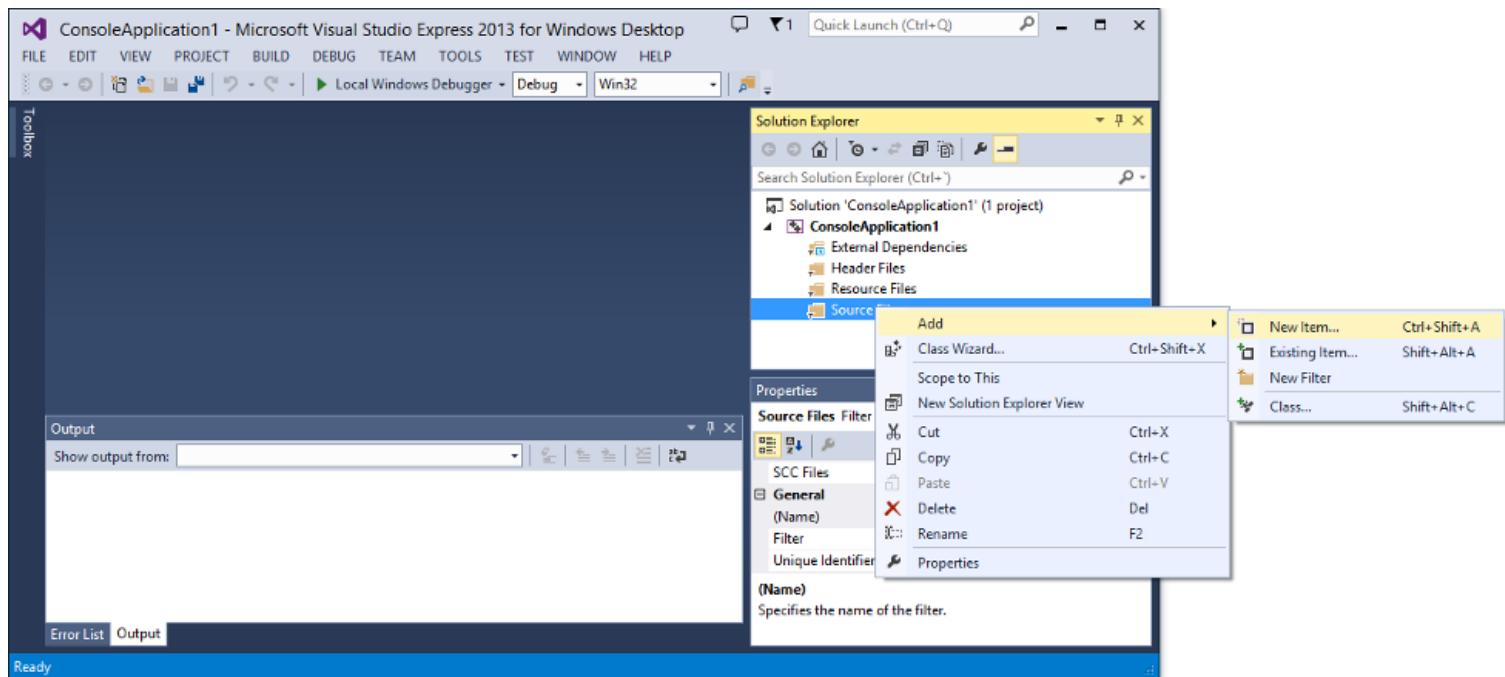 ConsoleApplication1 - Microsoft Visual Studio Express 2013 for Windows Desktop
1
Quick Launch (Ctrl+Q)
FILE EDIT VIEW PROJECT BUILD DEBUG TEAM TOOLS TEST WINDOW HELP
Local Windows Debugger Debug Win32
Toolbox
Solution Explorer
Search Solution Explorer (Ctrl+`)
Solution 'ConsoleApplication1' (1 project)
ConsoleApplication1
External Dependencies
Header Files
Resource Files
Source
Add
Class Wizard... Ctrl+Shift+X
Scope to This
New Solution Explorer View
Cut Ctrl+X
Copy Ctrl+C
Paste Ctrl+V
Delete Del
Rename F2
Properties
New Item... Ctrl+Shift+A
Existing Item... Shift+Alt+A
New Filter
Class... Shift+Alt+C
Properties
Source Files Filter
SCC Files
General
(Name)
Filter
Unique Identifier
(Name)
Specifies the name of the filter.
Output
Show output from:
Error List Output
Ready